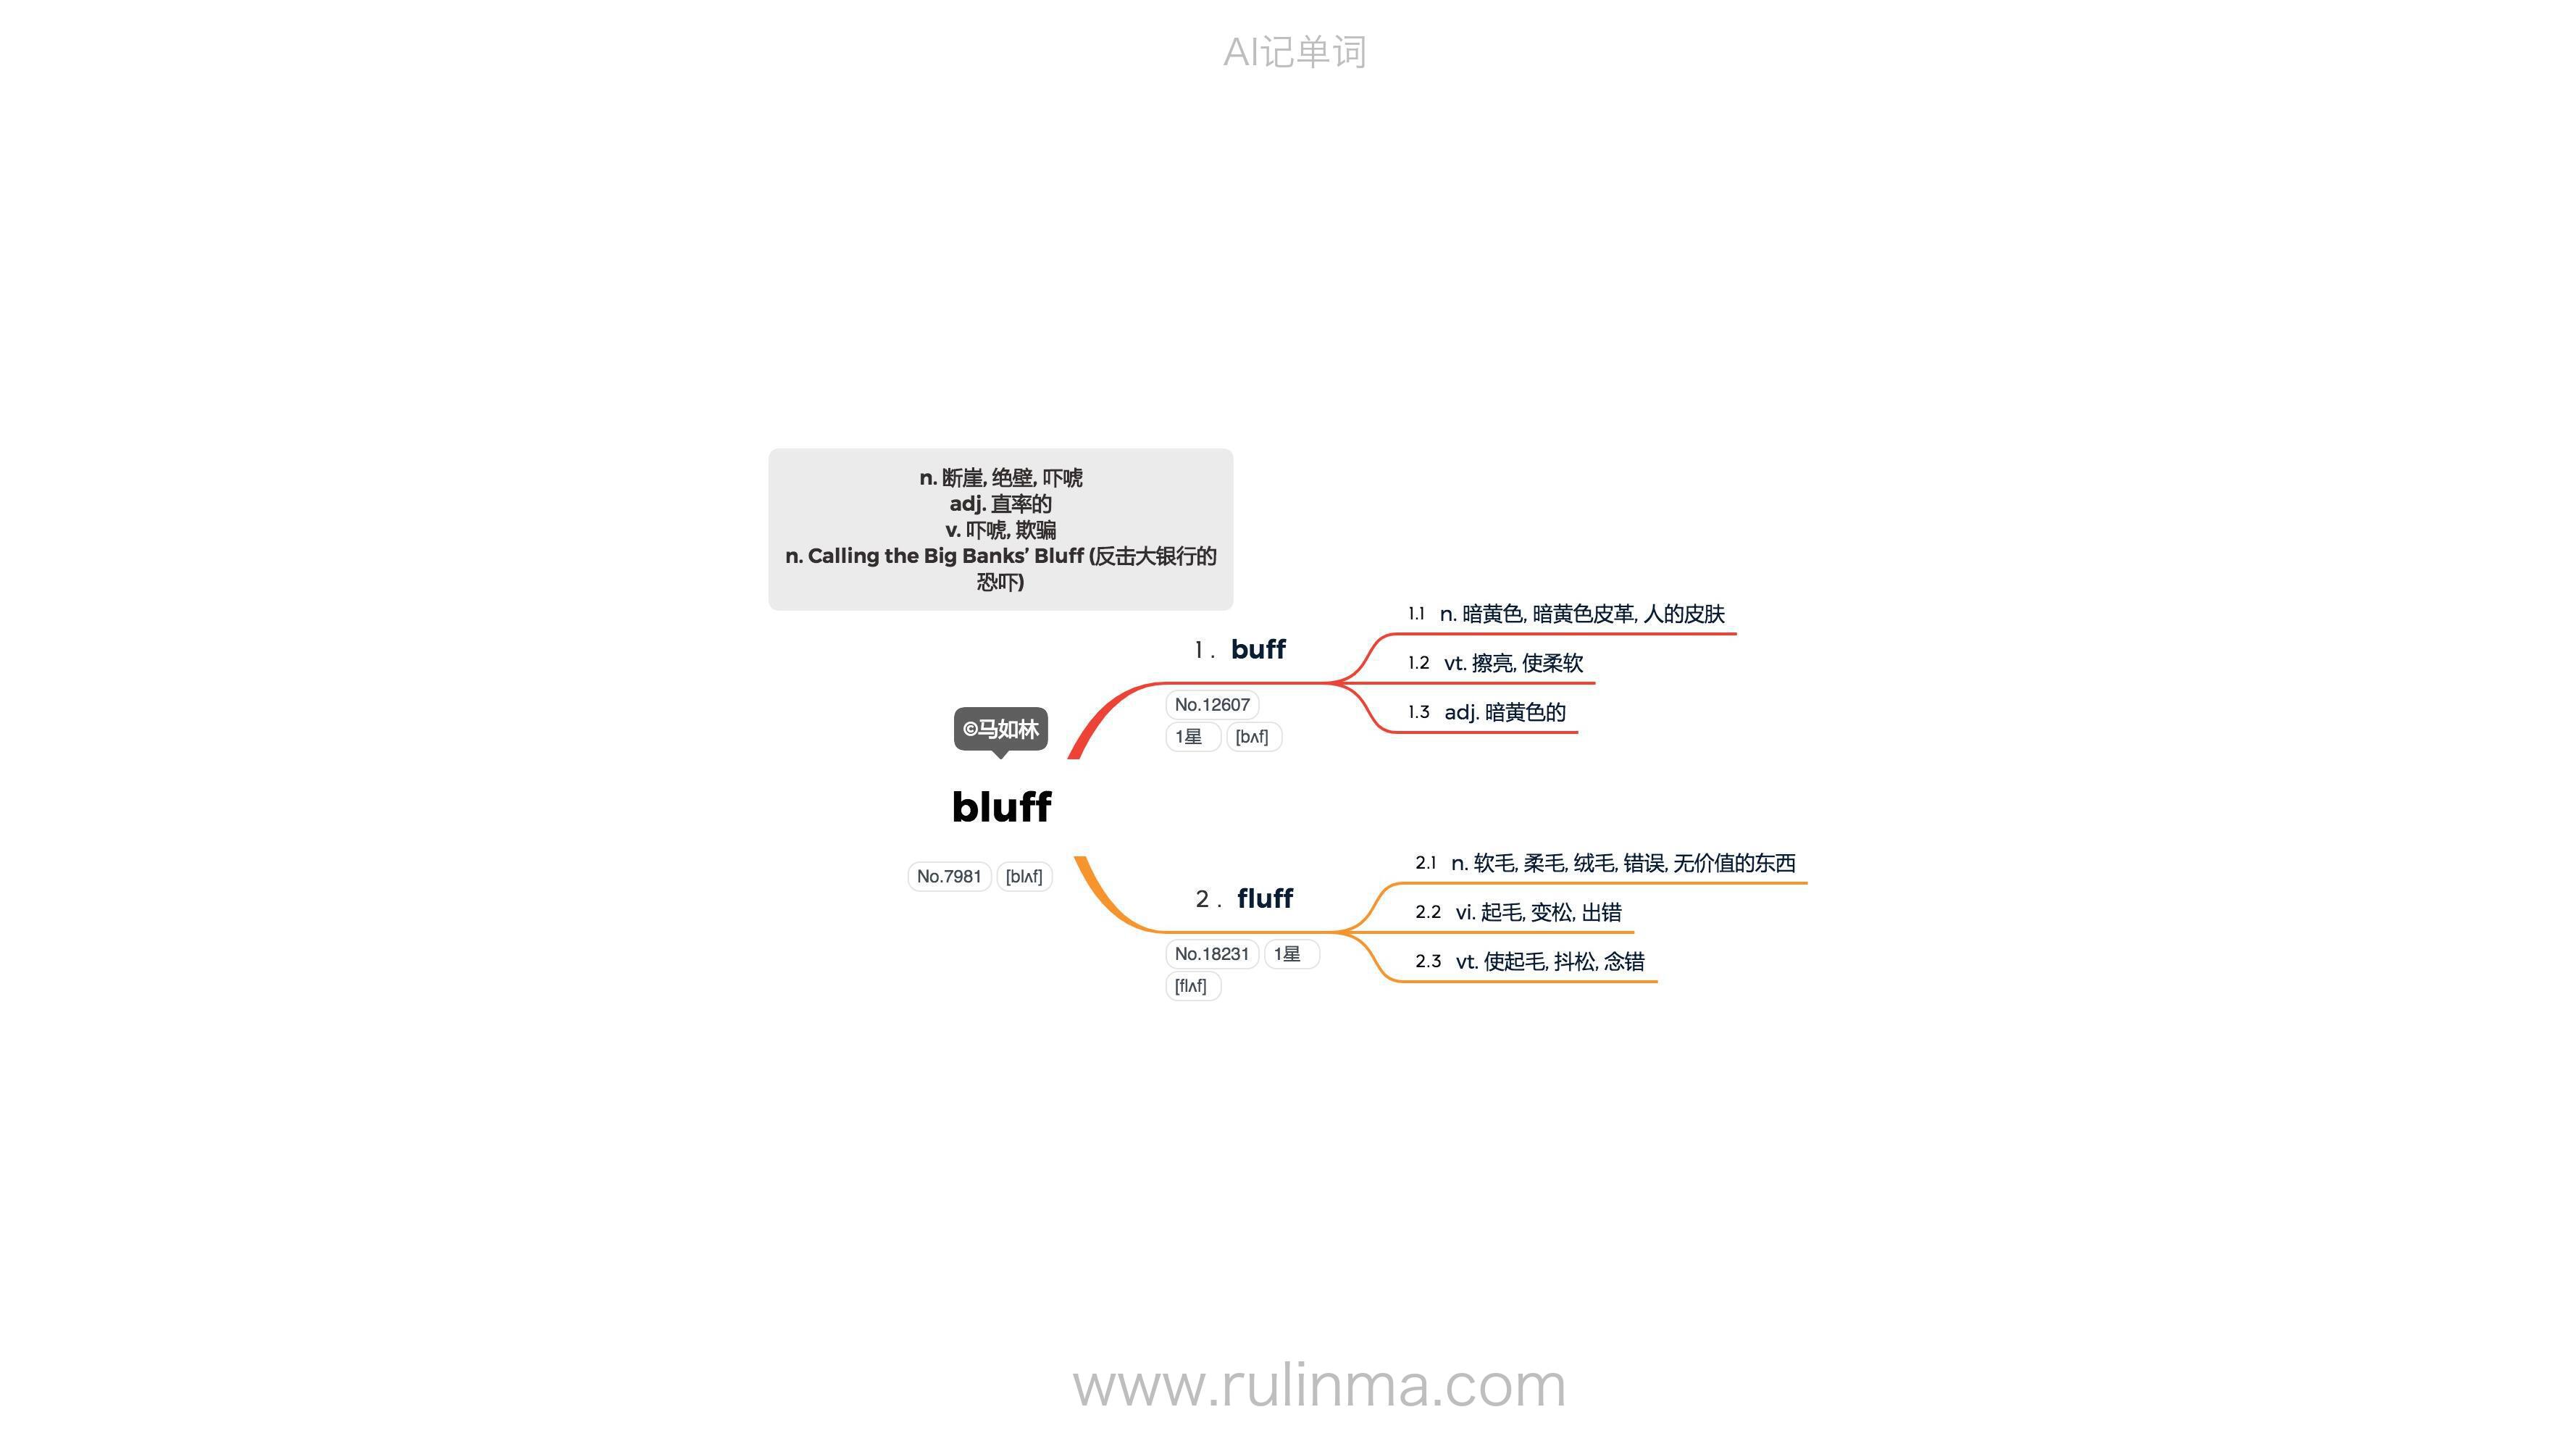 AI记单词
n. 断崖, 绝壁, 吓唬
adj. 直率的
v. 吓唬, 欺骗
n. Calling the Big Banks’ Bluff (反击大银行的
恐吓)
©马如林
bluff
No.7981 [blʌf]
1 . buff
No.12607
1星 [bʌf]
1.1 n. 暗黄色, 暗黄色皮革, 人的皮肤
1.2 vt. 擦亮, 使柔软
1.3 adj. 暗黄色的
2 . fluff
No.18231 1星
[flʌf]
2.1 n. 软毛, 柔毛, 绒毛, 错误, 无价值的东西
2.2 vi. 起毛, 变松, 出错
2.3 vt. 使起毛, 抖松, 念错
www.rulinma.com